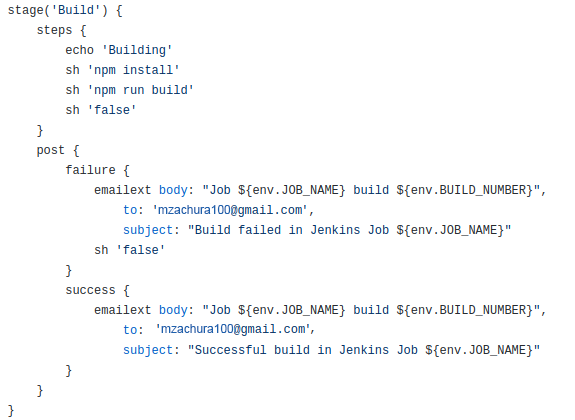 stage('Build') {
    steps {
        echo 'Building'
        sh 'npm install'
        sh 'npm run build'
        sh 'false'
    }
    post {
        failure {
            emailext body: "Job ${env.JOB_NAME} build ${env.BUILD_NUMBER}",
                to: 'mzachura100@gmail.com',
                subject: "Build failed in Jenkins Job ${env.JOB_NAME}"
            sh 'false'
        }
        success {
            emailext body: "Job ${env.JOB_NAME} build ${env.BUILD_NUMBER}",
                to: 'mzachura100@gmail.com',
                subject: "Successful build in Jenkins Job ${env.JOB_NAME}"
        }
    }
}